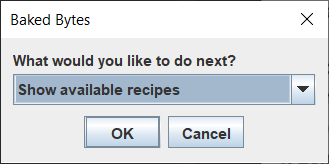 Baked Bytes
What would you like to do next?
Show available recipes
OK Cancel